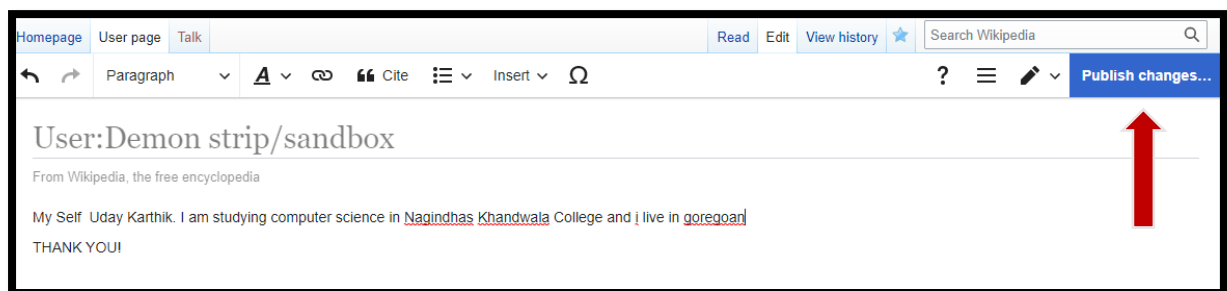 Homepage User page Talk Read Edit View history Search Wikipedia
Paragraph A Cite Insert Ω ? Publish changes...
User:Demon strip/sandbox
From Wikipedia, the free encyclopedia
My Self  Uday Karthik. I am studying computer science in Nagindhas Khandwala College and i live in goregoan
THANK YOU!